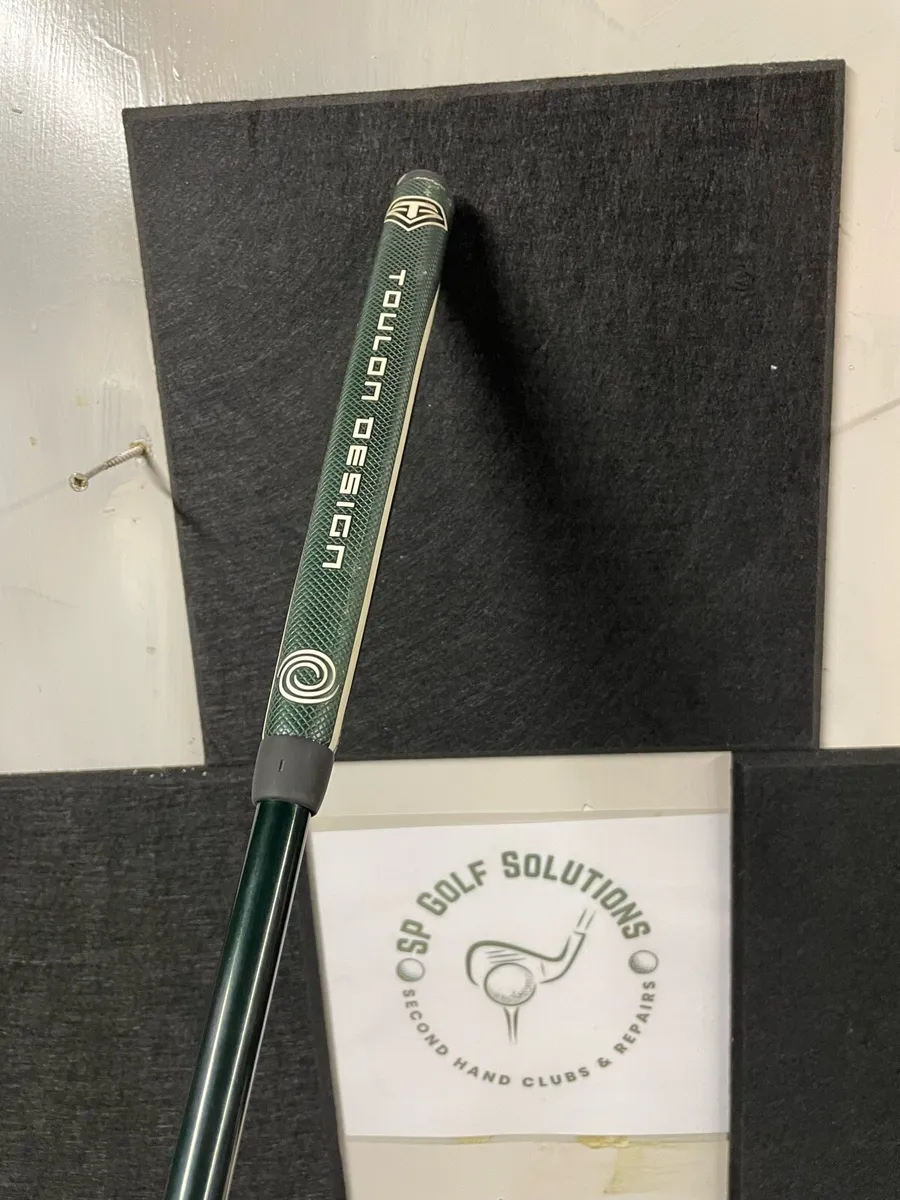 T
TOULON DESIGN
SP GOLF SOLUTIONS
SECOND HAND CLUBS & REPAIRS